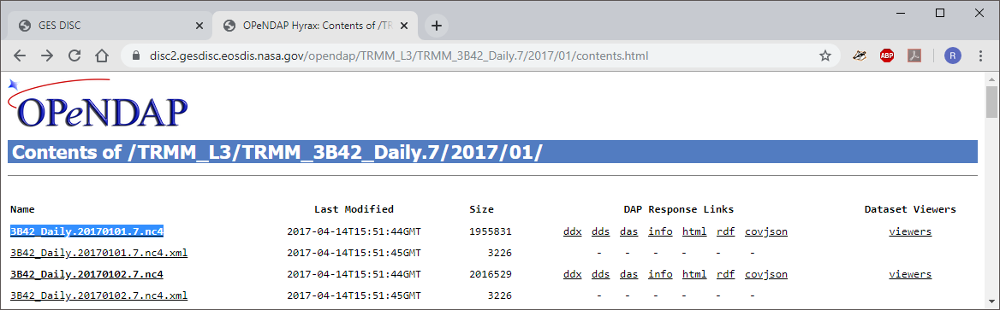 GES DISC
OPeNDAP Hyrax: Contents of /TR
disc2.gesdisc.eosdis.nasa.gov/opendap/TRMM_L3/TRMM_3B42_Daily.7/2017/01/contents.html
ABP
R
OPeNDAP
Contents of /TRMM_L3/TRMM_3B42_Daily.7/2017/01/
Name Last Modified Size DAP Response Links Dataset Viewers
3B42_Daily.20170101.7.nc4 2017-04-14T15:51:44GMT 1955831 ddx dds das info html rdf covjson viewers
3B42_Daily.20170101.7.nc4.xml 2017-04-14T15:51:45GMT 3226 - - - - - -
3B42_Daily.20170102.7.nc4 2017-04-14T15:51:44GMT 2016529 ddx dds das info html rdf covjson viewers
3B42_Daily.20170102.7.nc4.xml 2017-04-14T15:51:45GMT 3226 - - - - - -